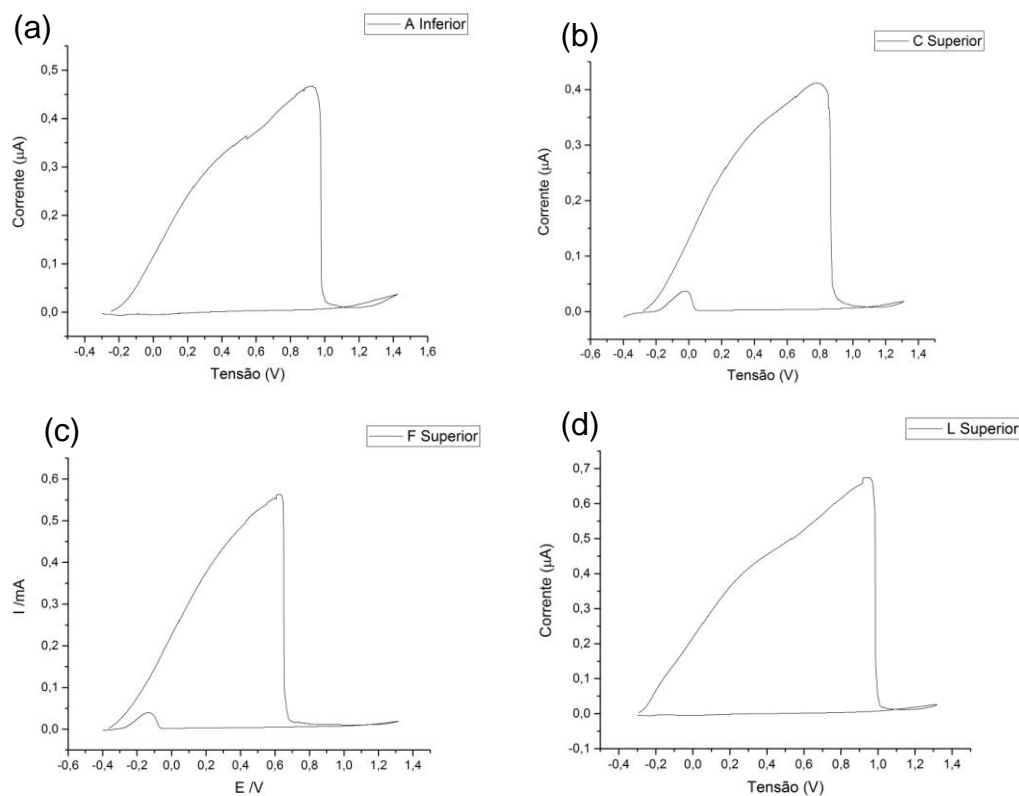 (a)
A Inferior
0,5
0,4
0,3
0,2
0,1
0,0
Corrente (µA)
-0,4 -0,2 0,0 0,2 0,4 0,6 0,8 1,0 1,2 1,4 1,6
Tensão (V)
(b)
C Superior
0,4
0,3
0,2
0,1
0,0
Corrente (µA)
-0,4 -0,2 0,0 0,2 0,4 0,6 0,8 1,0 1,2 1,4
Tensão (V)
(c)
F Superior
0,6
0,5
0,4
0,3
0,2
0,1
0,0
I /mA
-0,6 -0,4 -0,2 0,0 0,2 0,4 0,6 0,8 1,0 1,2 1,4
E /V
(d)
L Superior
0,7
0,6
0,5
0,4
0,3
0,2
0,1
0,0
-0,1
Corrente (µA)
-0,4 -0,2 0,0 0,2 0,4 0,6 0,8 1,0 1,2 1,4
Tensão (V)